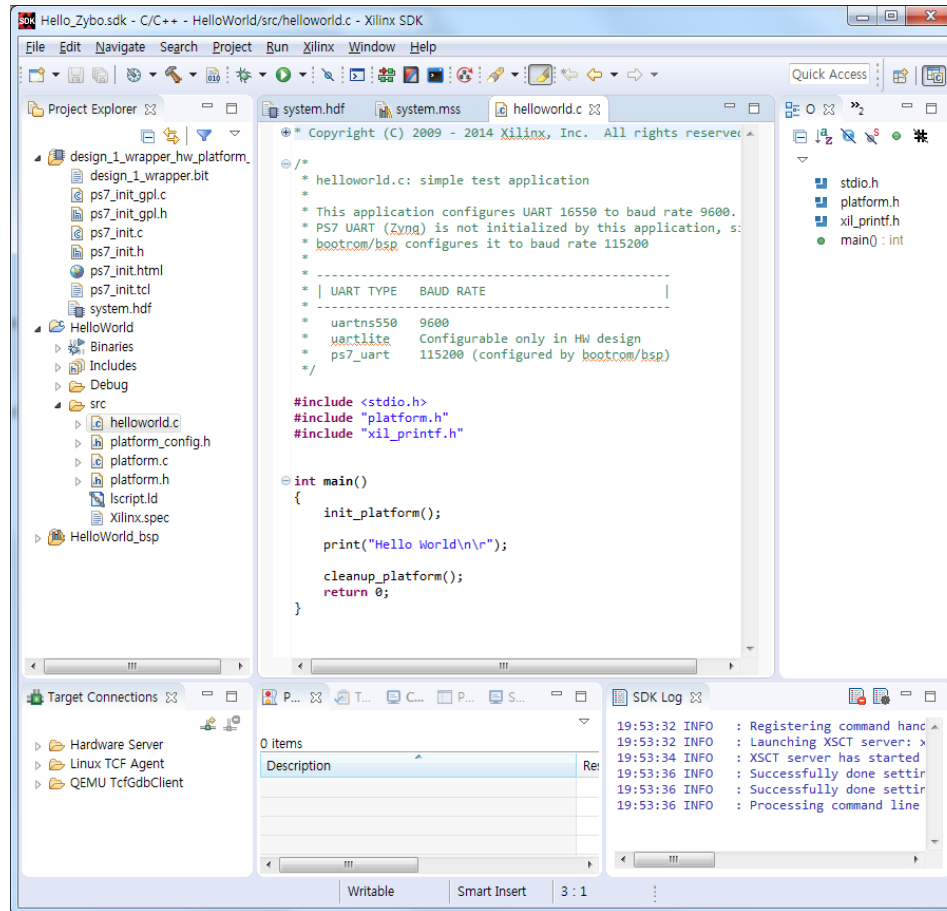 Hello_Zybo.sdk - C/C++ - HelloWorld/src/helloworld.c - Xilinx SDK
File Edit Navigate Search Project Run Xilinx Window Help
Quick Access
Project Explorer
design_1_wrapper_hw_platform_
design_1_wrapper.bit
ps7_init_gpl.c
ps7_init_gpl.h
ps7_init.c
ps7_init.h
ps7_init.html
ps7_init.tcl
system.hdf
HelloWorld
Binaries
Includes
Debug
src
helloworld.c
platform_config.h
platform.c
platform.h
lscript.ld
Xilinx.spec
HelloWorld_bsp
system.hdf system.mss helloworld.c
* Copyright (C) 2009 - 2014 Xilinx, Inc.  All rights reserved
/*
* helloworld.c: simple test application
*
* This application configures UART 16550 to baud rate 9600.
* PS7 UART (Zynq) is not initialized by this application, si
* bootrom/bsp configures it to baud rate 115200
*
* ------------------------------------------------
* | UART TYPE   BAUD RATE                        |
* ------------------------------------------------
*   uartns550   9600
*   uartlite    Configurable only in HW design
*   ps7_uart    115200 (configured by bootrom/bsp)
*/
#include <stdio.h>
#include "platform.h"
#include "xil_printf.h"
int main()
{
init_platform();
print("Hello World\n\r");
cleanup_platform();
return 0;
}
O 2
stdio.h
platform.h
xil_printf.h
main() : int
Target Connections
Hardware Server
Linux TCF Agent
QEMU TcfGdbClient
P... T... C... P... S...
0 items
Description Res
SDK Log
19:53:32 INFO   : Registering command hand
19:53:32 INFO   : Launching XSCT server: x
19:53:34 INFO   : XSCT server has started
19:53:36 INFO   : Successfully done settin
19:53:36 INFO   : Successfully done settin
19:53:36 INFO   : Processing command line
Writable Smart Insert 3 : 1